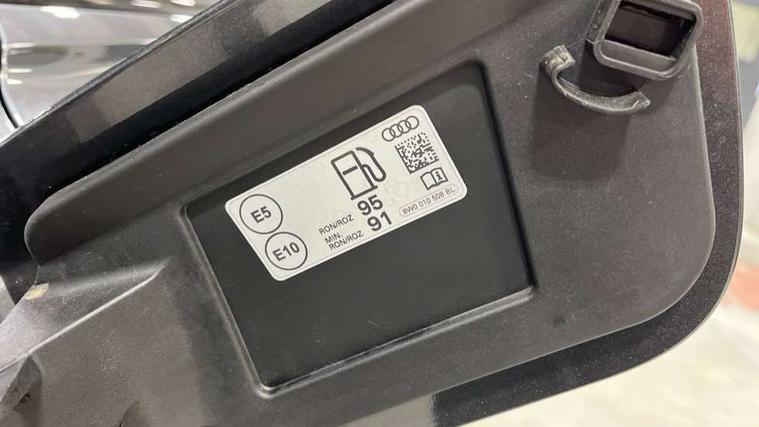 E5
E10
RON/ROZ 95
MIN.
RON/ROZ 91
8W0 010 508 BL